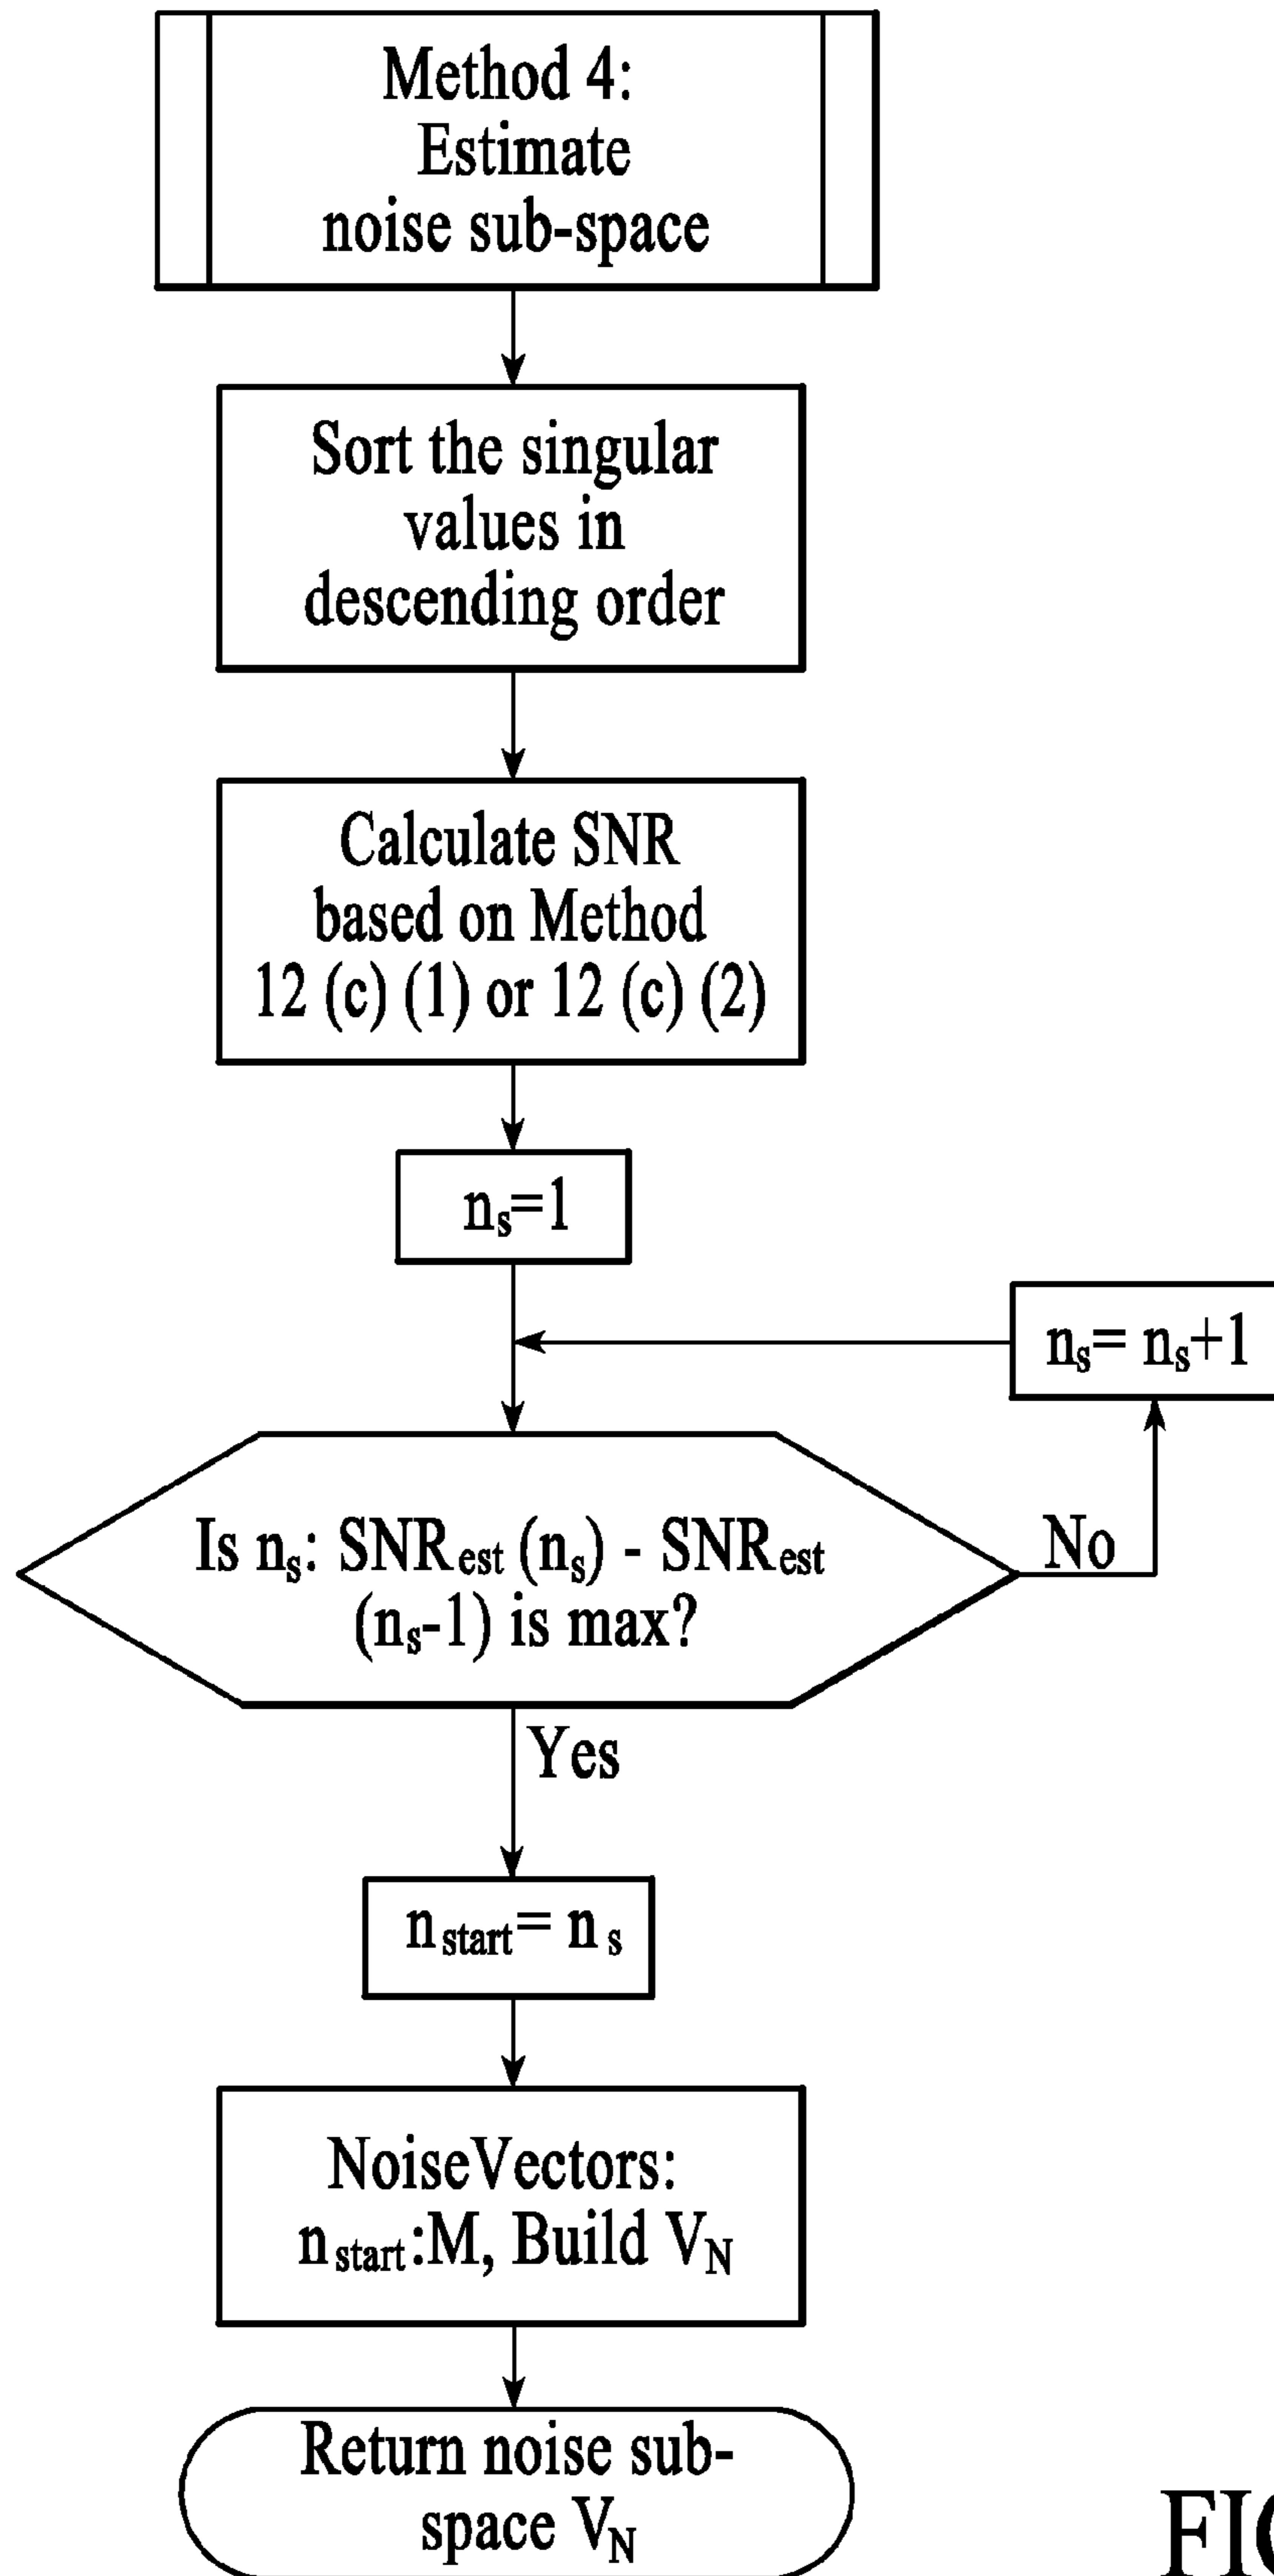 Method 4:
Estimate
noise sub-space
Sort the singular
values in
descending order
Calculate SNR
based on Method
12 (c) (1) or 12 (c) (2)
nₛ=1
nₛ= nₛ+1
Is nₛ: SNRₑₛₜ (nₛ) - SNRₑₛₜ
(nₛ-1) is max?
No
Yes
nₛₜₐᵣₜ= nₛ
NoiseVectors:
nₛₜₐᵣₜ:M, Build V_N
Return noise sub-
space V_N